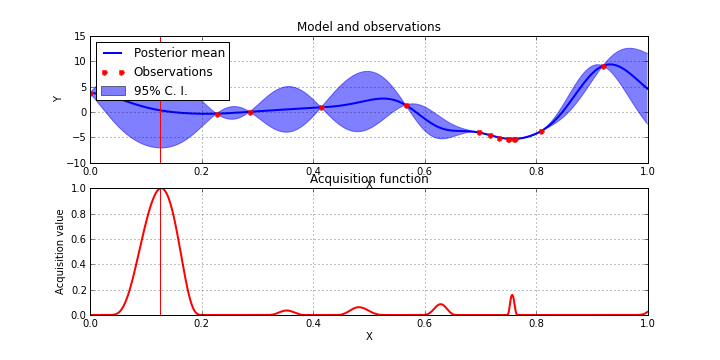 Model and observations
15
10
5
0
−5
−10
Y
Posterior mean
Observations
95% C. I.
0.0 0.2 0.4 0.6 0.8 1.0
X
Acquisition function
1.0
0.8
0.6
0.4
0.2
0.0
Acquisition value
0.0 0.2 0.4 0.6 0.8 1.0
X